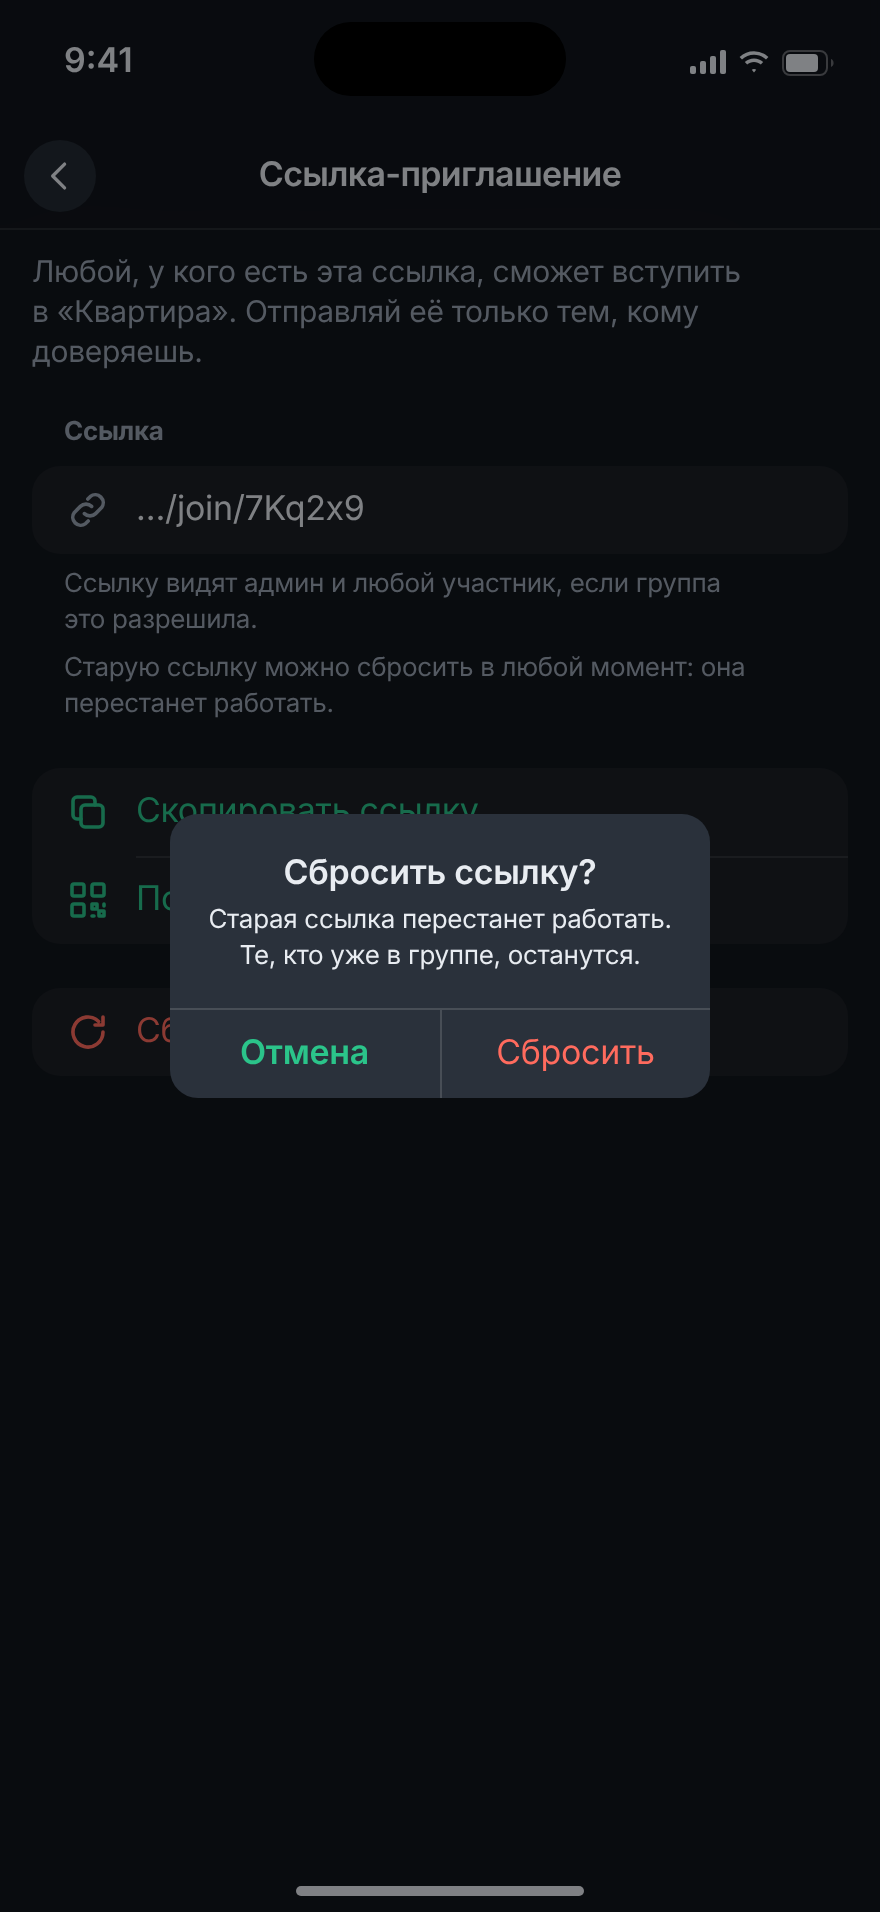 9:41
Ссылка-приглашение
Любой, у кого есть эта ссылка, сможет вступить
в «Квартира». Отправляй её только тем, кому
доверяешь.
Ссылка
.../join/7Kq2x9
Ссылку видят админ и любой участник, если группа
это разрешила.
Старую ссылку можно сбросить в любой момент: она
перестанет работать.
Скопировать ссылку
Сбросить ссылку?
Старая ссылка перестанет работать.
Те, кто уже в группе, останутся.
Отмена
Сбросить